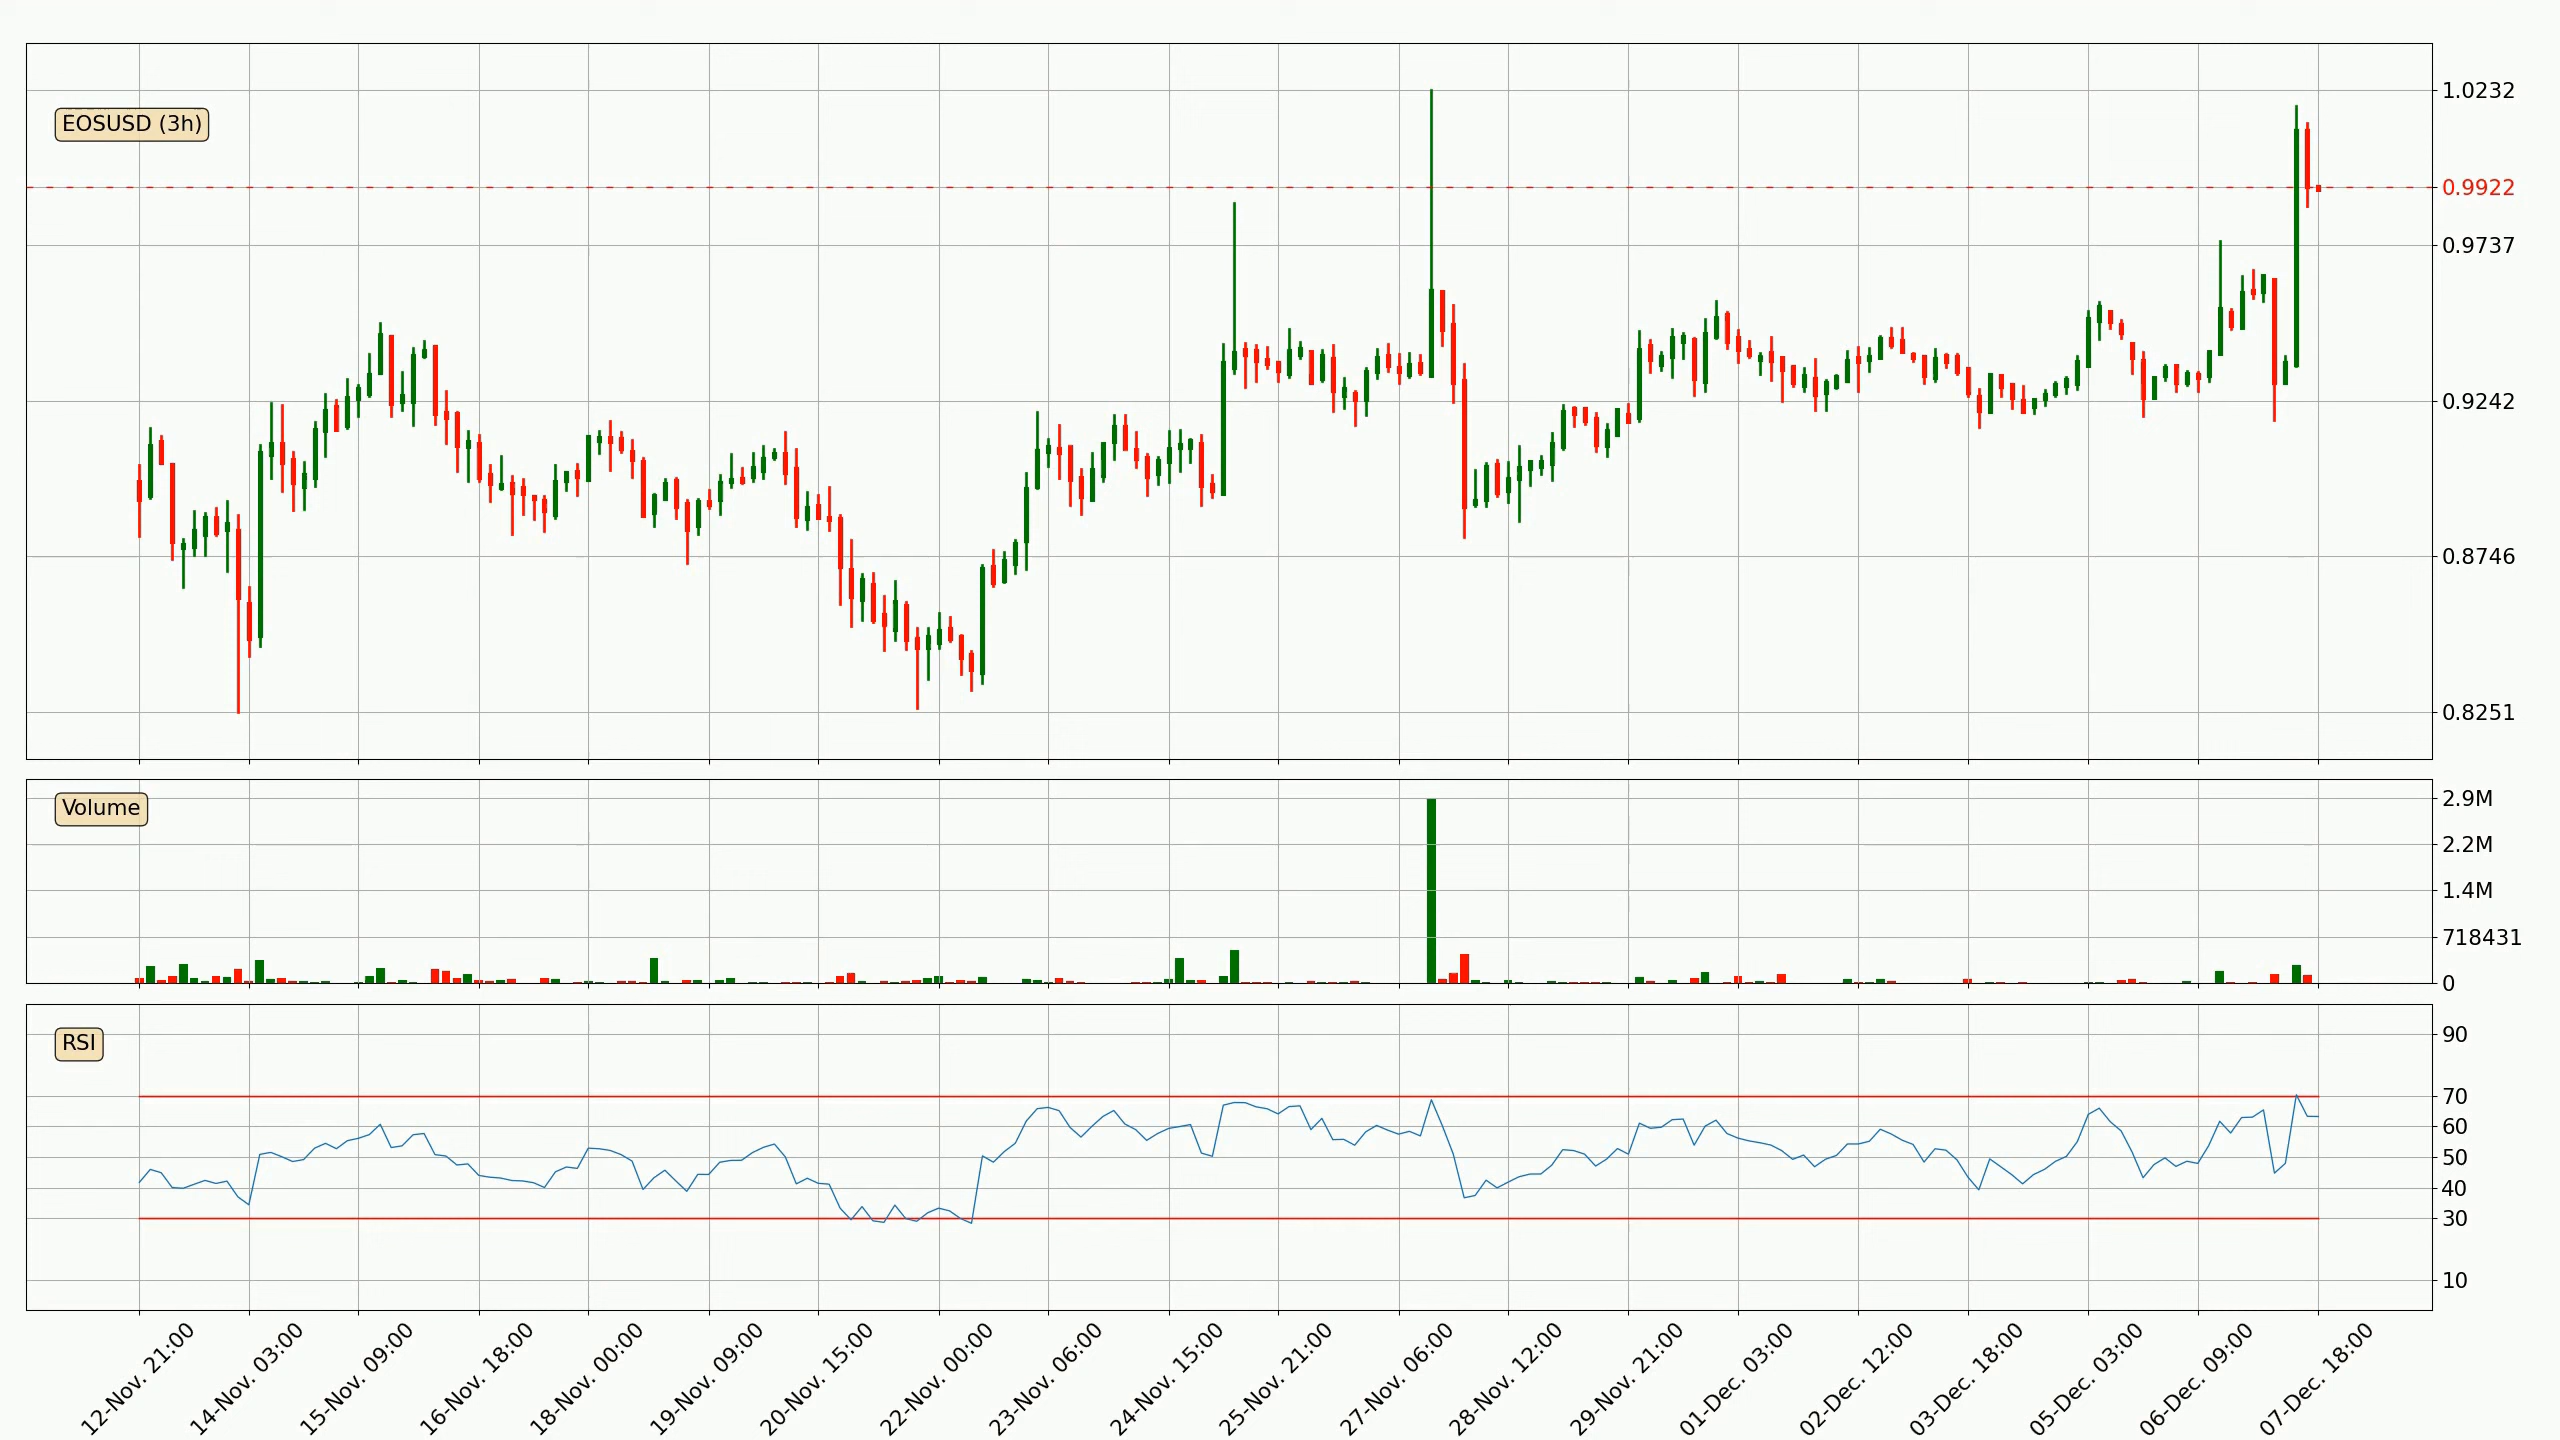 EOSUSD (3h)
1.0232
0.9922
0.9737
0.9242
0.8746
0.8251
Volume
2.9M
2.2M
1.4M
718431
0
RSI
90
70
60
50
40
30
10
12-Nov. 21:00
14-Nov. 03:00
15-Nov. 09:00
16-Nov. 18:00
18-Nov. 00:00
19-Nov. 09:00
20-Nov. 15:00
22-Nov. 00:00
23-Nov. 06:00
24-Nov. 15:00
25-Nov. 21:00
27-Nov. 06:00
28-Nov. 12:00
29-Nov. 21:00
01-Dec. 03:00
02-Dec. 12:00
03-Dec. 18:00
05-Dec. 03:00
06-Dec. 09:00
07-Dec. 18:00